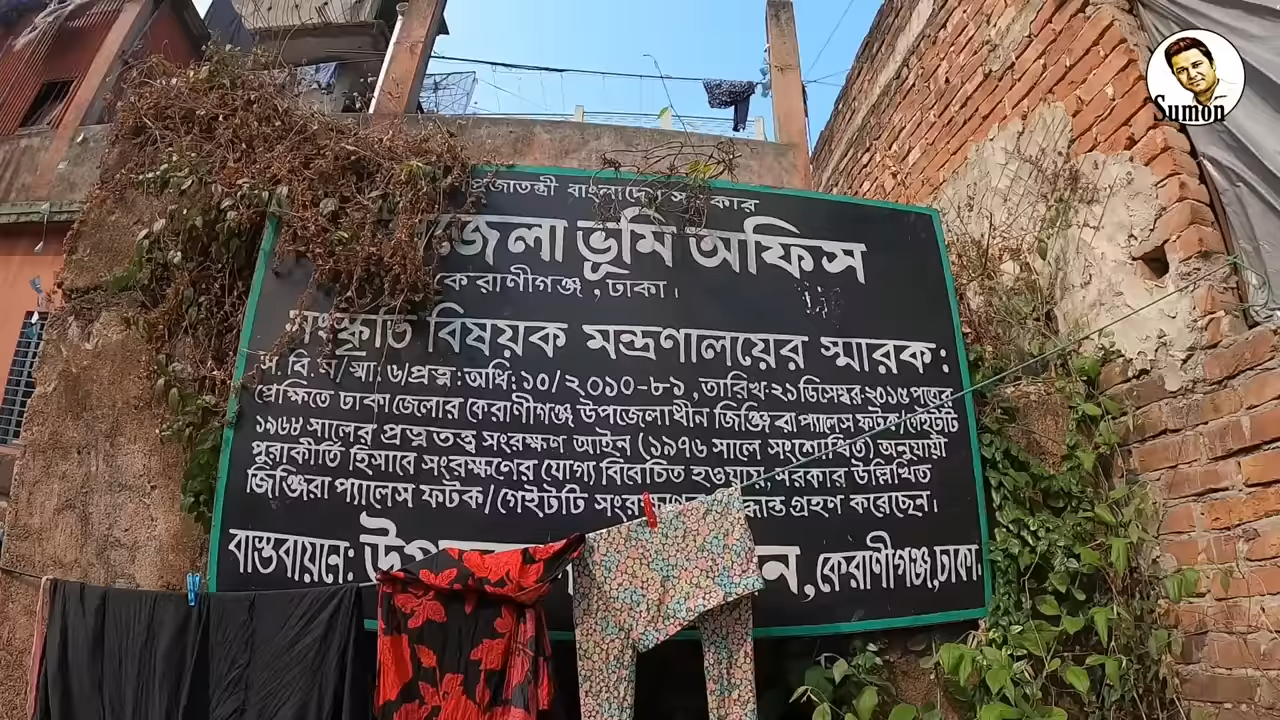 প্রজাতন্ত্রী বাংলাদেশ সরকার
জেলা ভূমি অফিস
কেরাণীগঞ্জ, ঢাকা।
সংস্কৃতি বিষয়ক মন্ত্রণালয়ের স্মারক:
স.বি.ম/শা:৬/প্রত্ন:অধি:১০/২০১০-৮১, তারিখ:২১ডিসেম্বর-২০১৫ পত্রের
প্রেক্ষিতে ঢাকা জেলার কেরাণীগঞ্জ উপজেলাধীন জিঞ্জিরা প্যালেস ফটক/গেইটটি
১৯৬৮ সালের প্রত্নতত্ত্ব সংরক্ষণ আইন (১৯৭৬ সালে সংশোধিত) অনুযায়ী
পুরাকীর্তি হিসাবে সংরক্ষণের যোগ্য বিবেচিত হওয়ায়, সরকার উল্লিখিত
জিঞ্জিরা প্যালেস ফটক/গেইটটি গ্রহণ করেছেন।
বাস্তবায়নে: কেরাণীগঞ্জ, ঢাকা.
Sumon